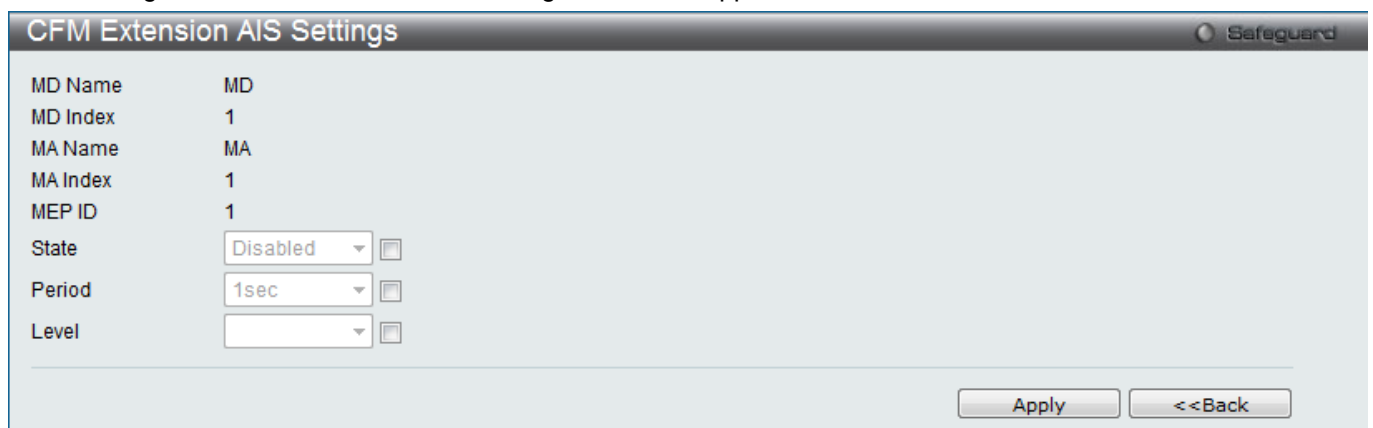 CFM Extension AIS Settings
Safeguard
MD Name MD
MD Index 1
MA Name MA
MA Index 1
MEP ID 1
State Disabled
Period 1sec
Level
Apply <<Back